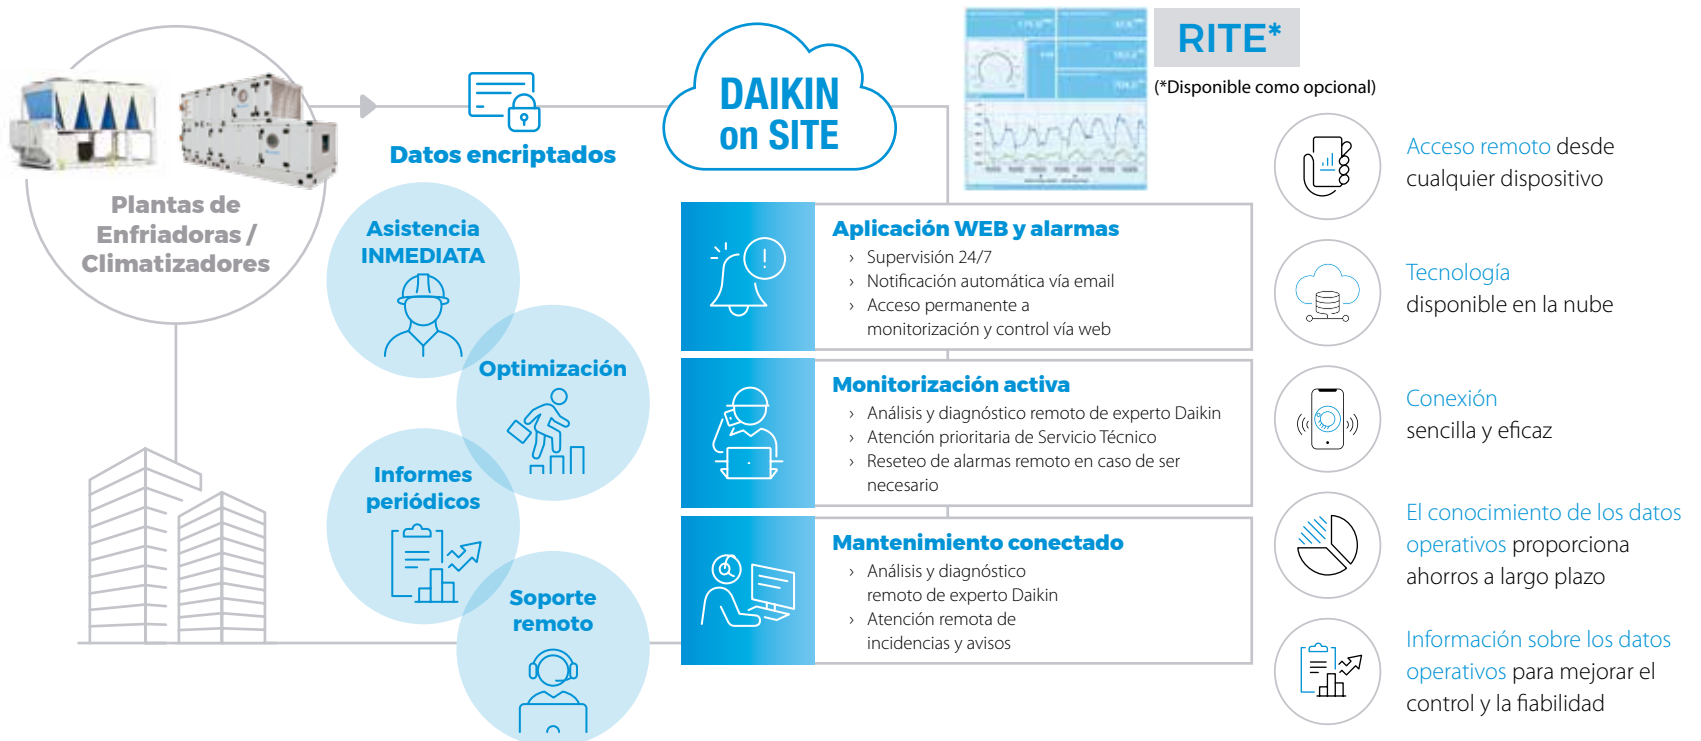 Plantas de
Enfriadoras /
Climatizadores
Datos encriptados
DAIKIN
on SITE
RITE*
(*Disponible como opcional)
Asistencia
INMEDIATA
Optimización
Informes
periódicos
Soporte
remoto
Aplicación WEB y alarmas
› Supervisión 24/7
› Notificación automática vía email
› Acceso permanente a
monitorización y control vía web
Monitorización activa
› Análisis y diagnóstico remoto de experto Daikin
› Atención prioritaria de Servicio Técnico
› Reseteo de alarmas remoto en caso de ser
necesario
Mantenimiento conectado
› Análisis y diagnóstico
remoto de experto Daikin
› Atención remota de
incidencias y avisos
Acceso remoto desde
cualquier dispositivo
Tecnología
disponible en la nube
Conexión
sencilla y eficaz
El conocimiento de los datos
operativos proporciona
ahorros a largo plazo
Información sobre los datos
operativos para mejorar el
control y la fiabilidad